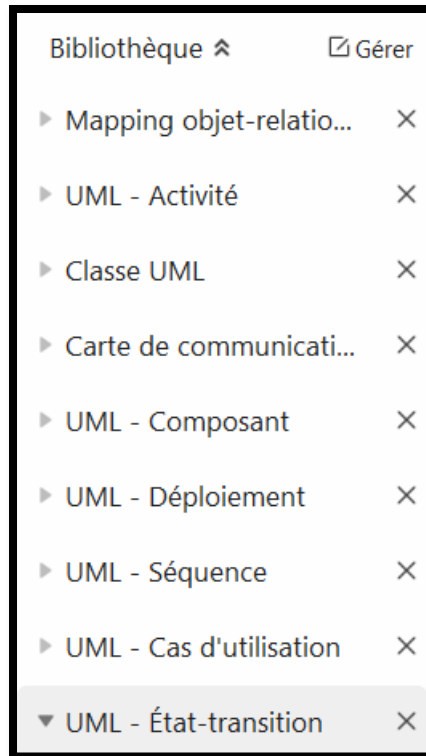 Bibliothèque Gérer
Mapping objet-relatio...
UML - Activité
Classe UML
Carte de communicati...
UML - Composant
UML - Déploiement
UML - Séquence
UML - Cas d'utilisation
UML - État-transition